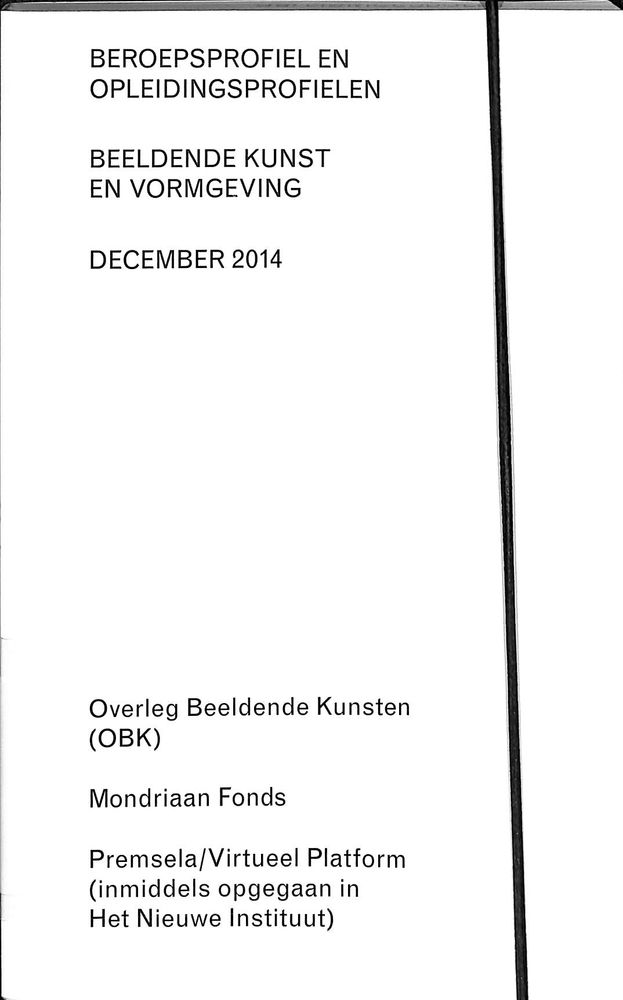 BEROEPSPROFIEL EN
OPLEIDINGSPROFIELEN
BEELDENDE KUNST
EN VORMGEVING
DECEMBER 2014
Overleg Beeldende Kunsten
(OBK)
Mondriaan Fonds
Premsela/Virtueel Platform
(inmiddels opgegaan in
Het Nieuwe Instituut)